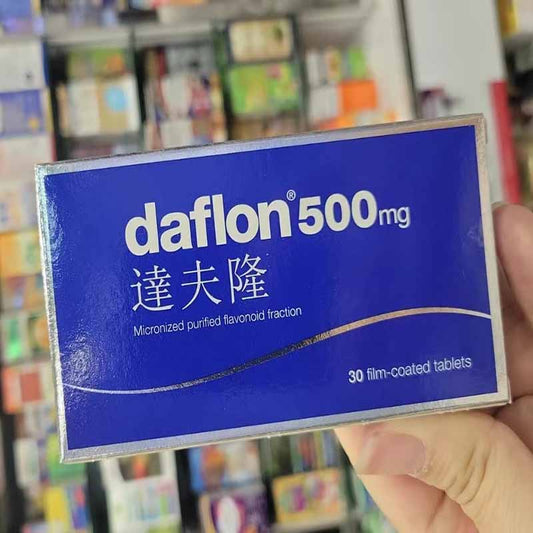 daflon® 500mg
達夫隆
Micronized purified flavonoid fraction
30 film-coated tablets